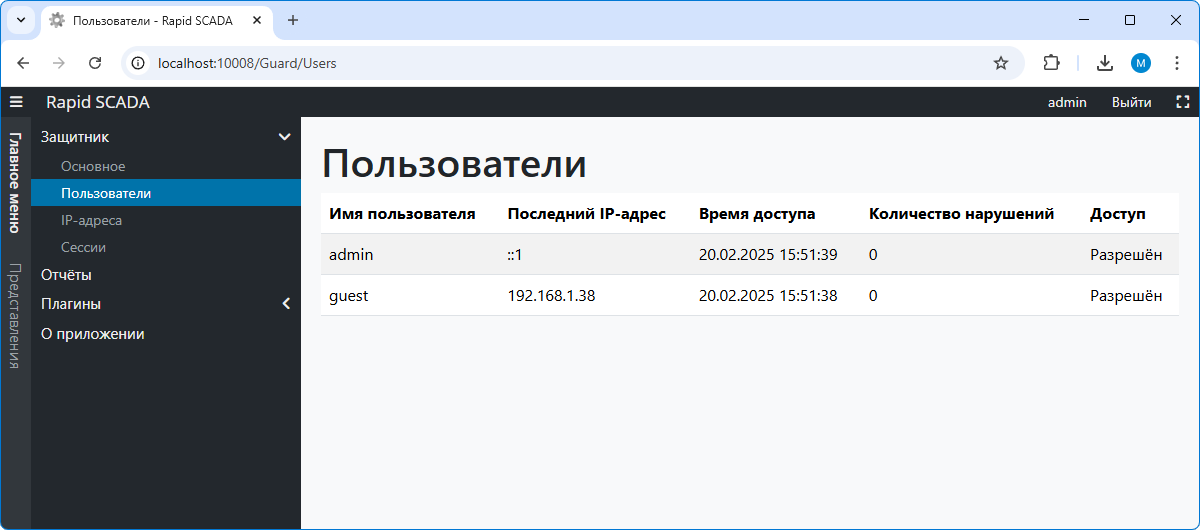 Пользователи - Rapid SCADA
localhost:10008/Guard/Users
M
Rapid SCADA
admin Выйти
Главное меню
Представления
Защитник
Основное
Пользователи
IP-адреса
Сессии
Отчёты
Плагины
О приложении
Пользователи
Имя пользователя Последний IP-адрес Время доступа Количество нарушений Доступ
admin ::1 20.02.2025 15:51:39 0 Разрешён
guest 192.168.1.38 20.02.2025 15:51:38 0 Разрешён